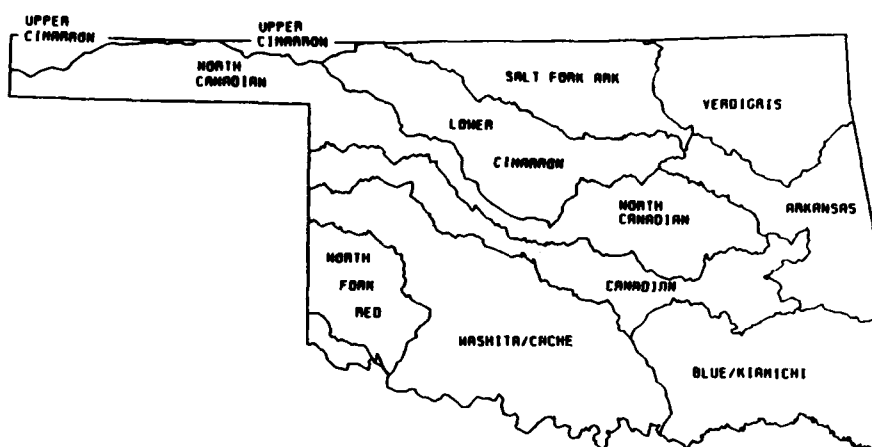 UPPER
CIMARRON
UPPER
CIMARRON
NORTH
CANADIAN
SALT FORK ARK
VERDIGRIS
LOWER
CIMARRON
NORTH
CANADIAN
ARKANSAS
NORTH
FORK
RED
CANADIAN
WASHITA/CACHE
BLUE/KIAMICHI